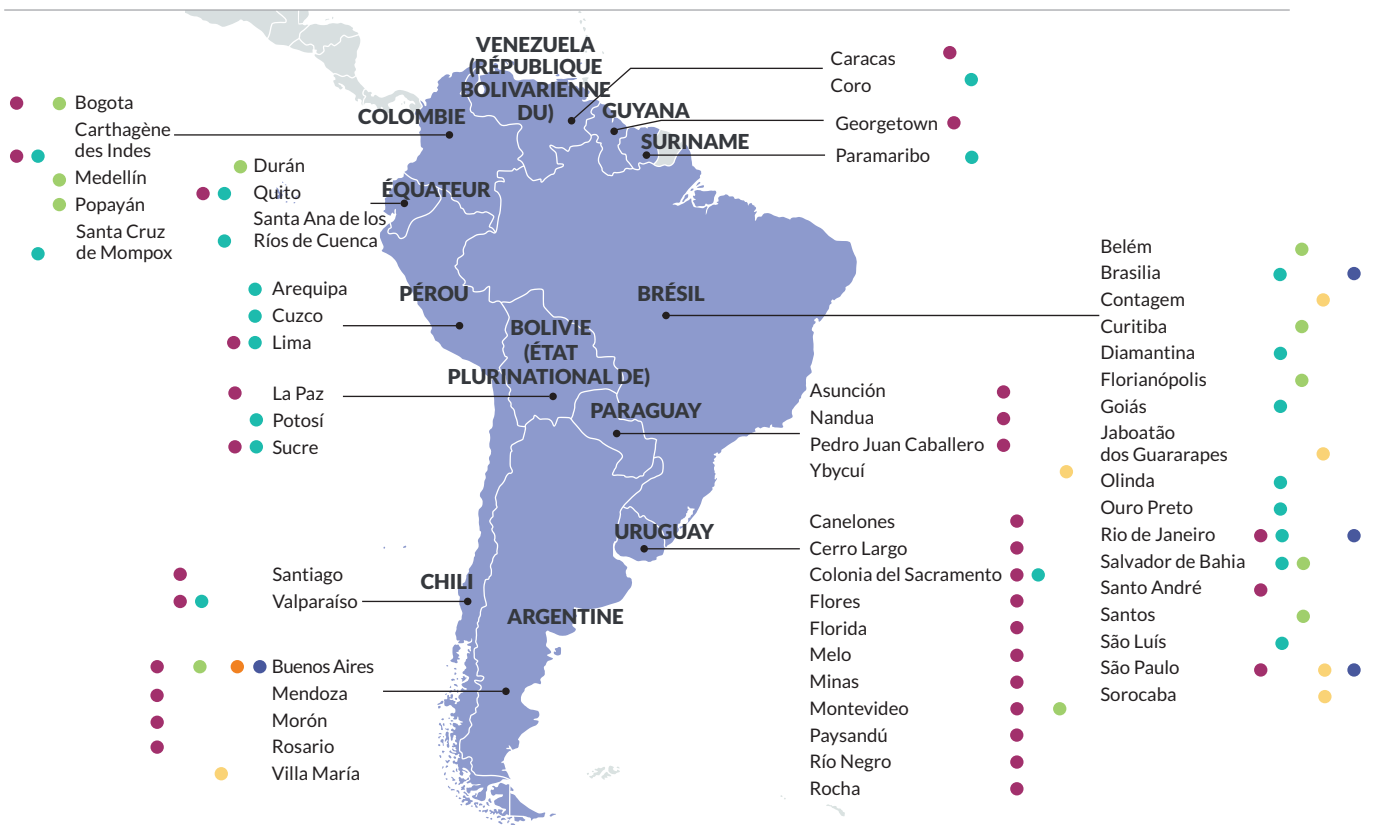 VENEZUELA
(RÉPUBLIQUE
BOLIVARIENNE
DU)
COLOMBIE
GUYANA
SURINAME
ÉQUATEUR
PÉROU
BRÉSIL
BOLIVIE
(ÉTAT
PLURINATIONAL DE)
PARAGUAY
URUGUAY
CHILI
ARGENTINE
Bogota
Carthagène
des Indes
Medellín
Popayán
Santa Cruz
de Mompox
Durán
Quito
Santa Ana de los
Ríos de Cuenca
Arequipa
Cuzco
Lima
La Paz
Potosí
Sucre
Santiago
Valparaíso
Buenos Aires
Mendoza
Morón
Rosario
Villa María
Caracas
Coro
Georgetown
Paramaribo
Asunción
Nandua
Pedro Juan Caballero
Ybycuí
Canelones
Cerro Largo
Colonia del Sacramento
Flores
Florida
Melo
Minas
Montevideo
Paysandú
Río Negro
Rocha
Belém
Brasilia
Contagem
Curitiba
Diamantina
Florianópolis
Goiás
Jaboatão
dos Guararapes
Olinda
Ouro Preto
Rio de Janeiro
Salvador de Bahia
Santo André
Santos
São Luís
São Paulo
Sorocaba